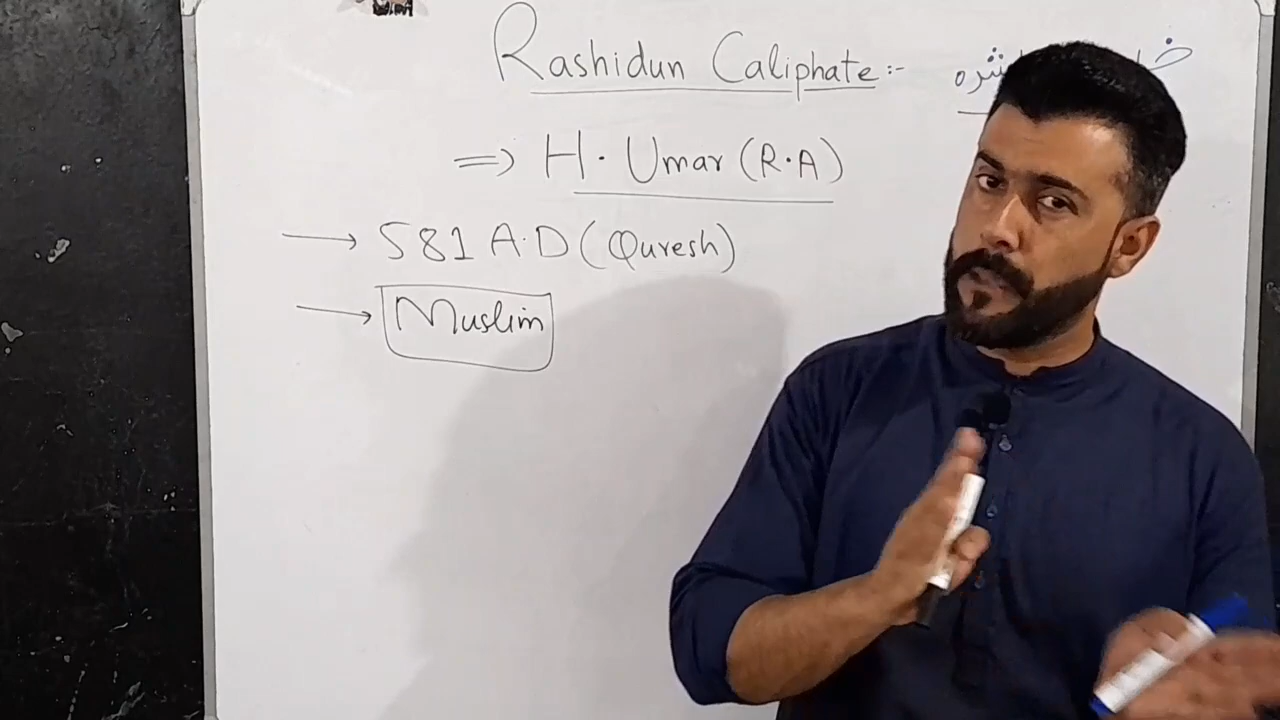 Rashidun Caliphate :-
=> H. Umar (R.A)
→ 581 A.D (Quresh)
→ Muslim